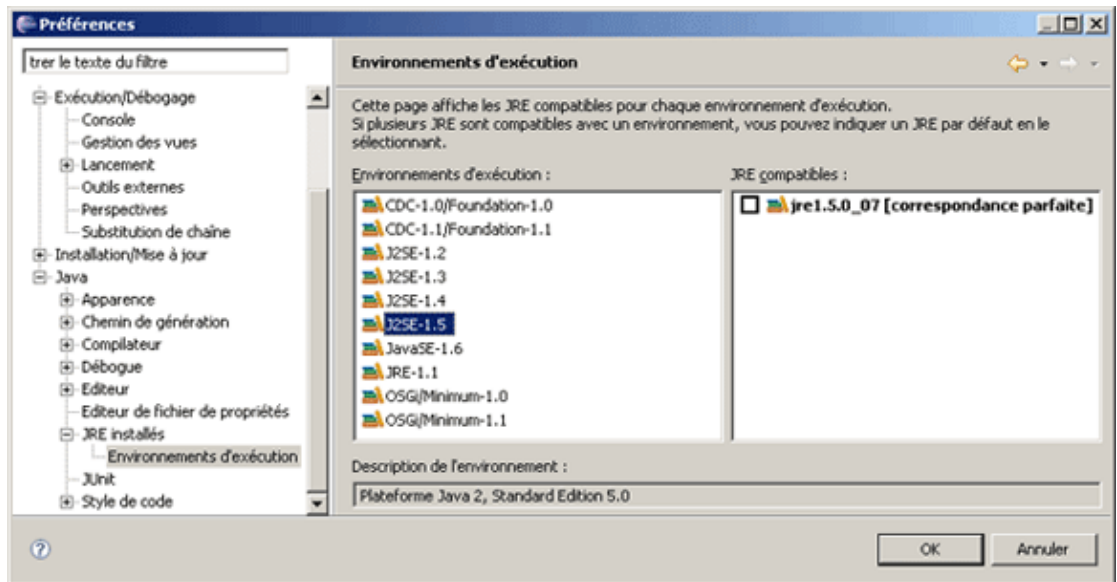 Préférences
trer le texte du filtre
Exécution/Débogage
Console
Gestion des vues
Lancement
Outils externes
Perspectives
Substitution de chaîne
Installation/Mise à jour
Java
Apparence
Chemin de génération
Compilateur
Débogue
Editeur
Editeur de fichier de propriétés
JRE installés
Environnements d'exécution
JUnit
Style de code
Environnements d'exécution
Cette page affiche les JRE compatibles pour chaque environnement d'exécution.
Si plusieurs JRE sont compatibles avec un environnement, vous pouvez indiquer un JRE par défaut en le
sélectionnant.
Environnements d'exécution :
CDC-1.0/Foundation-1.0
CDC-1.1/Foundation-1.1
J2SE-1.2
J2SE-1.3
J2SE-1.4
J2SE-1.5
JavaSE-1.6
JRE-1.1
OSGi/Minimum-1.0
OSGi/Minimum-1.1
JRE compatibles :
jre1.5.0_07 [correspondance parfaite]
Description de l'environnement :
Plateforme Java 2, Standard Edition 5.0
OK
Annuler